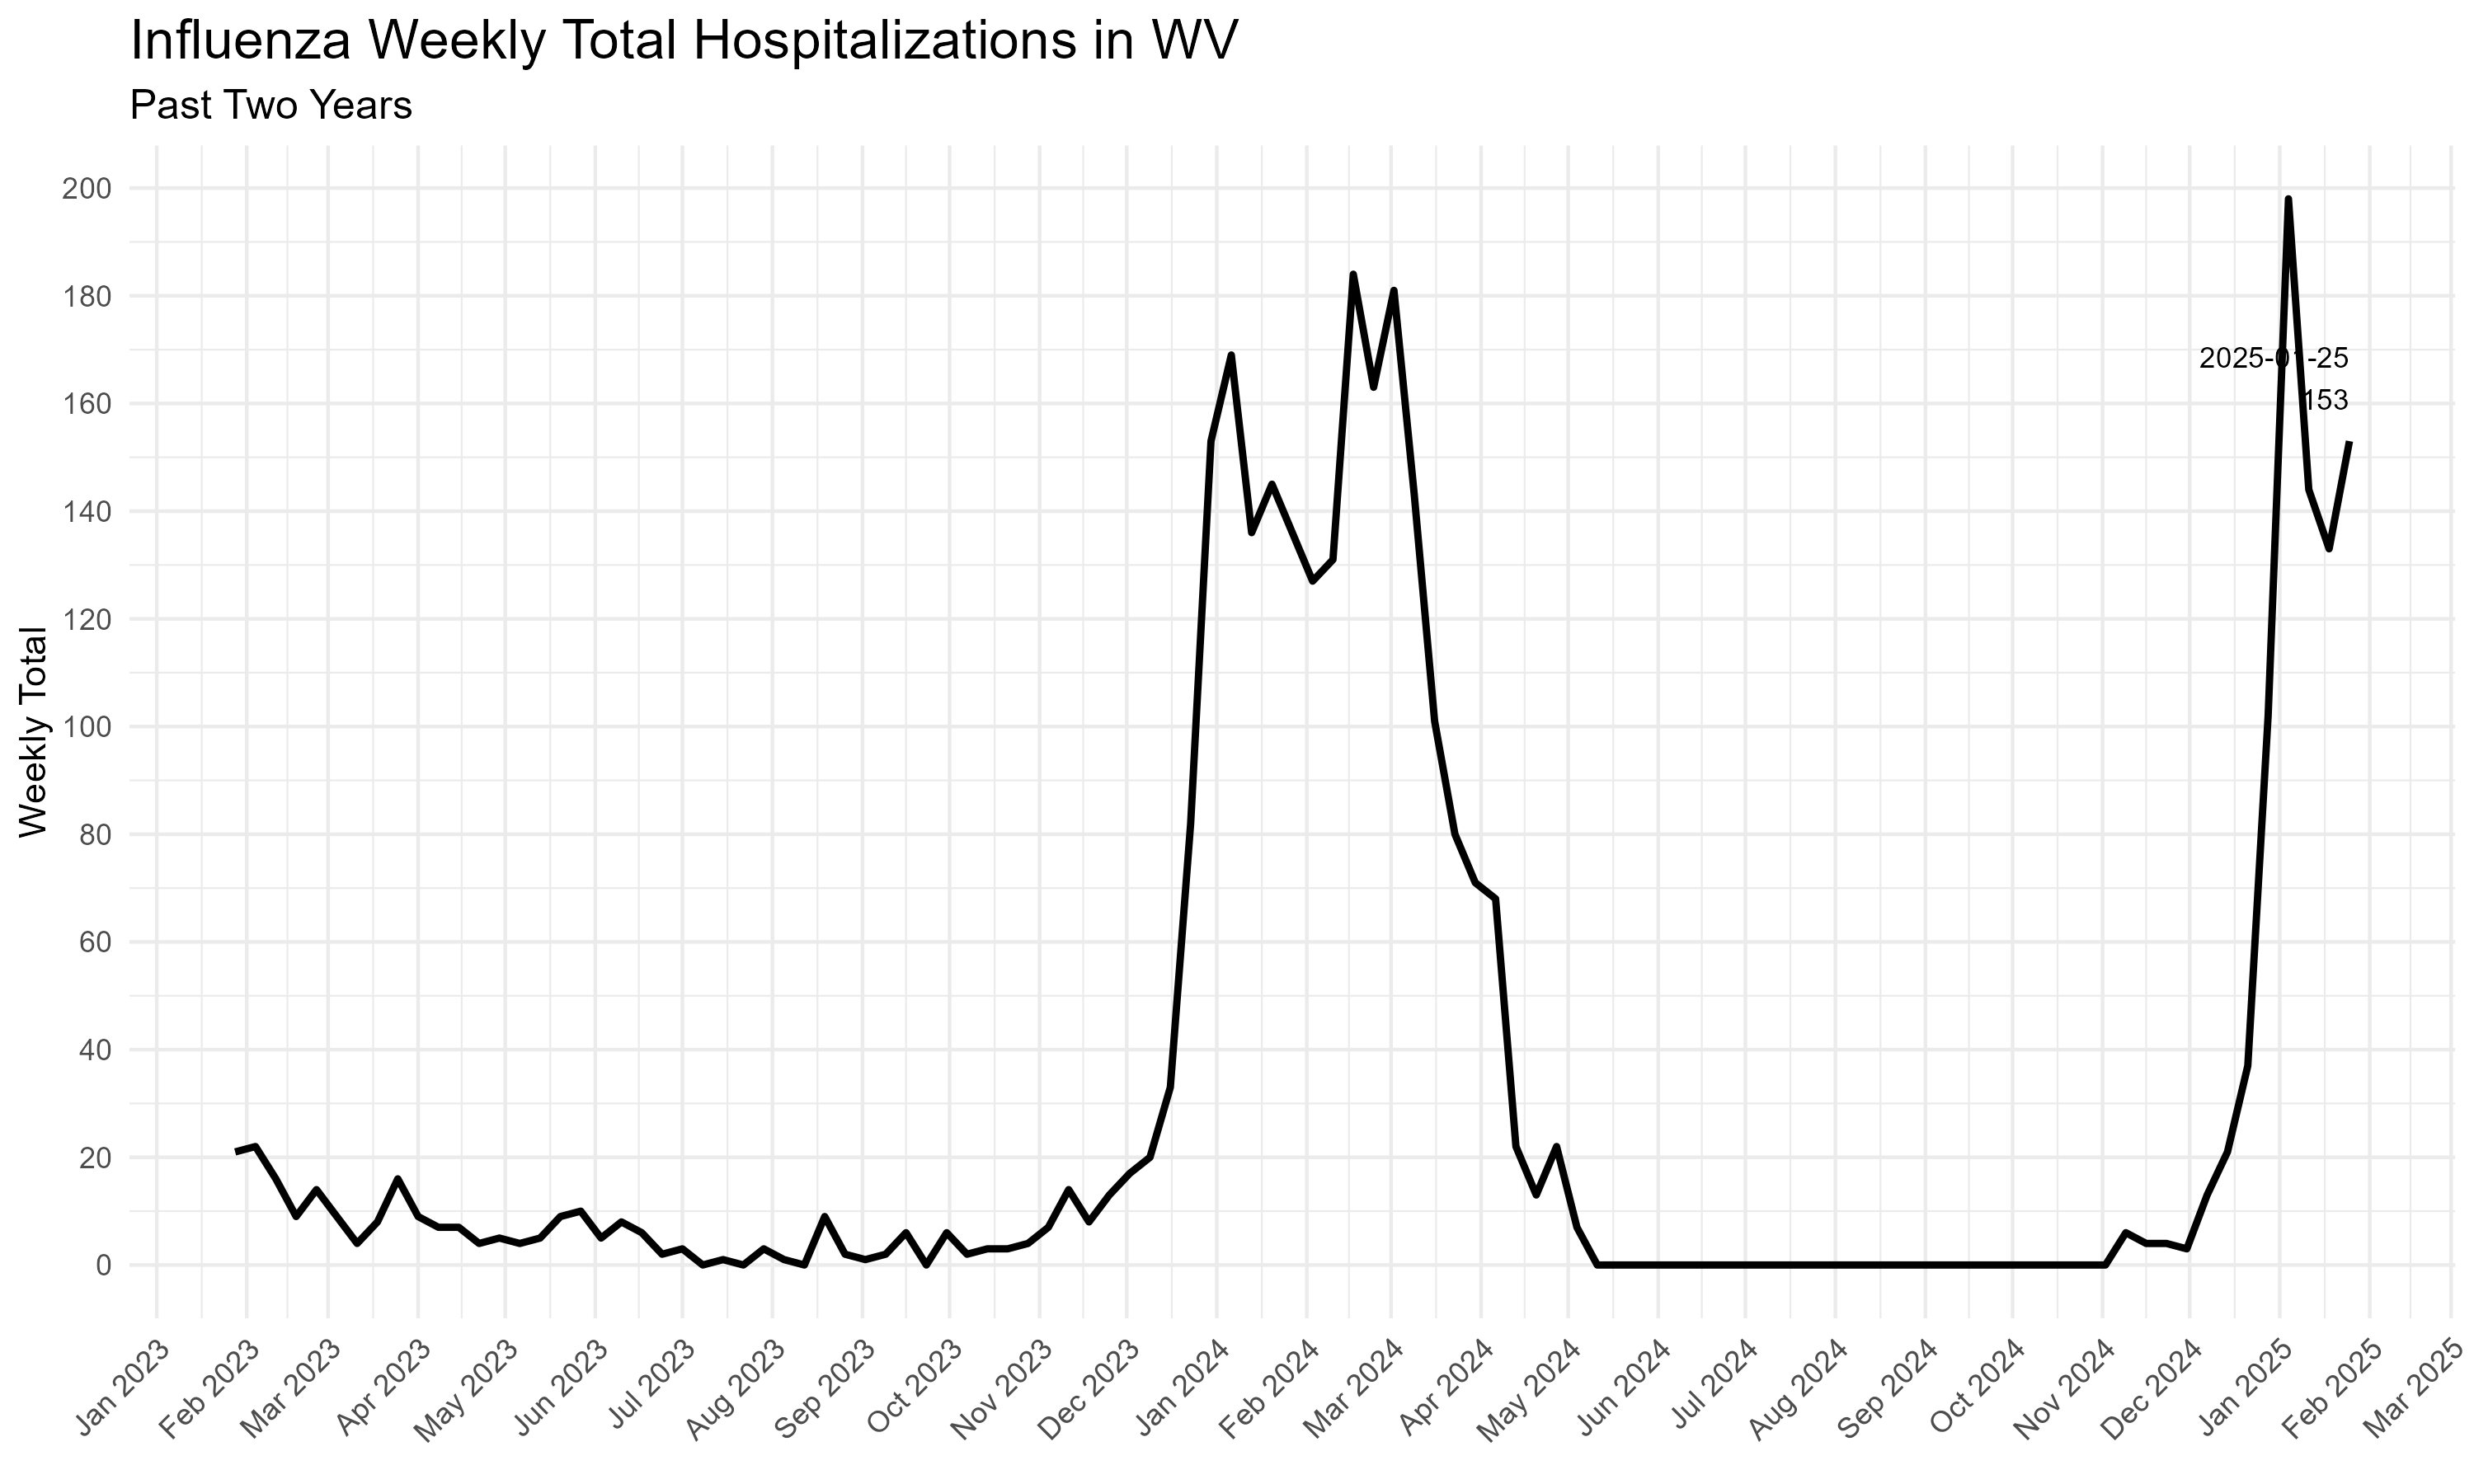 Influenza Weekly Total Hospitalizations in WV
Past Two Years
Weekly Total
200
180
160
140
120
100
80
60
40
20
0
2025-01-25
153
Jan 2023
Feb 2023
Mar 2023
Apr 2023
May 2023
Jun 2023
Jul 2023
Aug 2023
Sep 2023
Oct 2023
Nov 2023
Dec 2023
Jan 2024
Feb 2024
Mar 2024
Apr 2024
May 2024
Jun 2024
Jul 2024
Aug 2024
Sep 2024
Oct 2024
Nov 2024
Dec 2024
Jan 2025
Feb 2025
Mar 2025